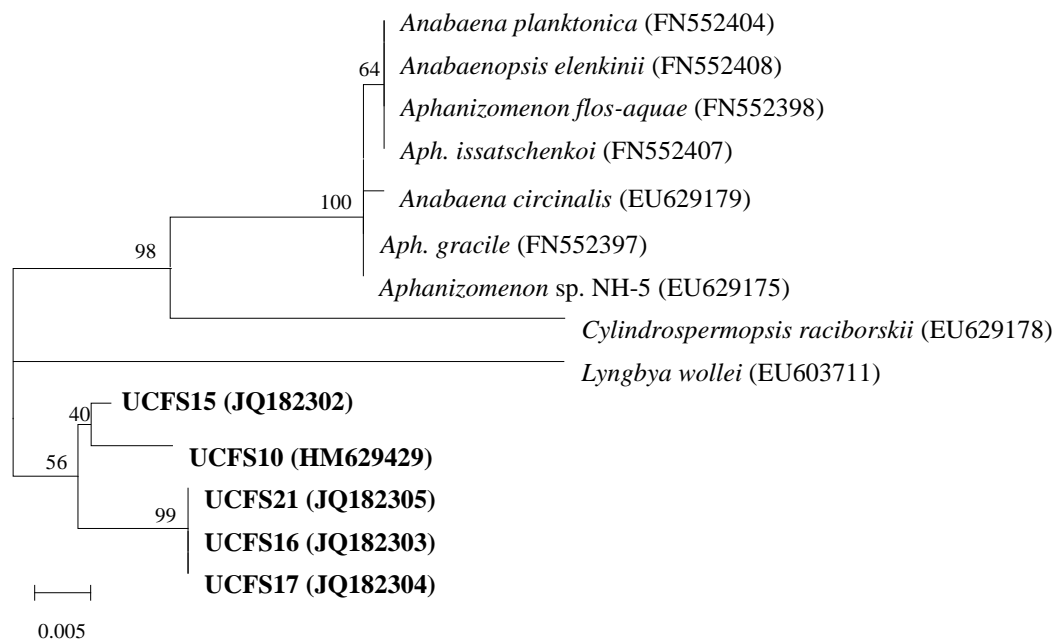 Anabaena planktonica (FN552404)
64
Anabaenopsis elenkinii (FN552408)
Aphanizomenon flos-aquae (FN552398)
Aph. issatschenkoi (FN552407)
100
Anabaena circinalis (EU629179)
98
Aph. gracile (FN552397)
Aphanizomenon sp. NH-5 (EU629175)
Cylindrospermopsis raciborskii (EU629178)
Lyngbya wollei (EU603711)
40
UCFS15 (JQ182302)
56
UCFS10 (HM629429)
UCFS21 (JQ182305)
99
UCFS16 (JQ182303)
UCFS17 (JQ182304)
0.005